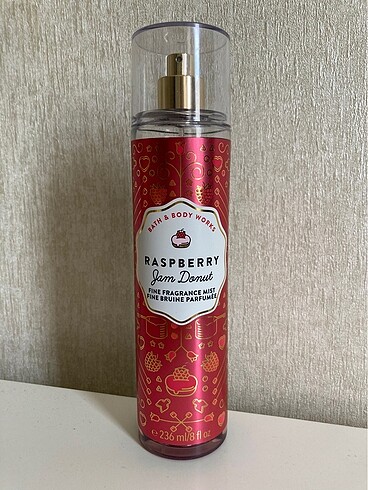 BATH & BODY WORKS
RASPBERRY
Jam Donut
FINE FRAGRANCE MIST
FINE BRUINE PARFUMÉE
℮ 236 ml/8 fl oz